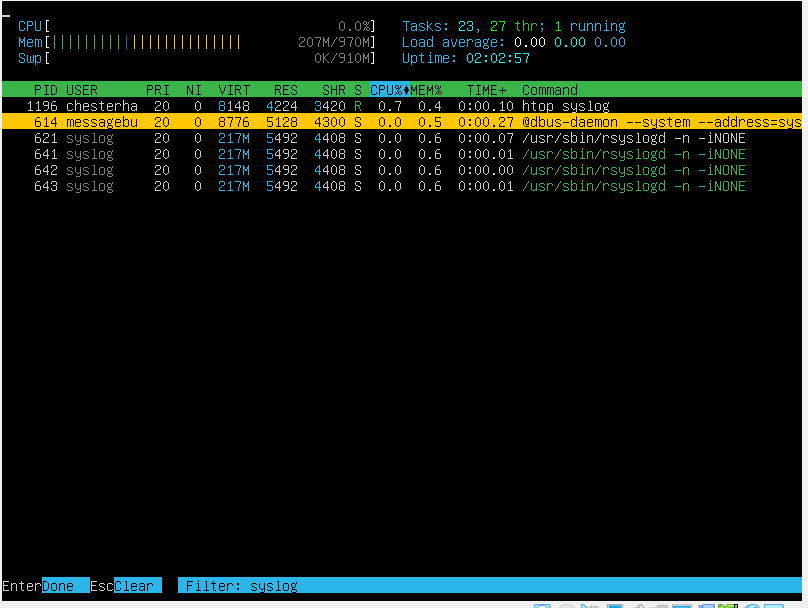 CPU[ 0.0%] Tasks: 23, 27 thr; 1 running
Mem[|||||||||||||||||||||||| 207M/970M] Load average: 0.00 0.00 0.00
Swp[ 0K/910M] Uptime: 02:02:57
PID USER PRI NI VIRT RES SHR S CPU% MEM% TIME+ Command
1196 chesterha 20 0 8148 4224 3420 R 0.7 0.4 0:00.10 htop syslog
614 messagebu 20 0 8776 5128 4300 S 0.0 0.5 0:00.27 @dbus-daemon --system --address=sys
621 syslog 20 0 217M 5492 4408 S 0.0 0.6 0:00.07 /usr/sbin/rsyslogd -n -iNONE
641 syslog 20 0 217M 5492 4408 S 0.0 0.6 0:00.01 /usr/sbin/rsyslogd -n -iNONE
642 syslog 20 0 217M 5492 4408 S 0.0 0.6 0:00.00 /usr/sbin/rsyslogd -n -iNONE
643 syslog 20 0 217M 5492 4408 S 0.0 0.6 0:00.01 /usr/sbin/rsyslogd -n -iNONE
EnterDone EscClear Filter: syslog